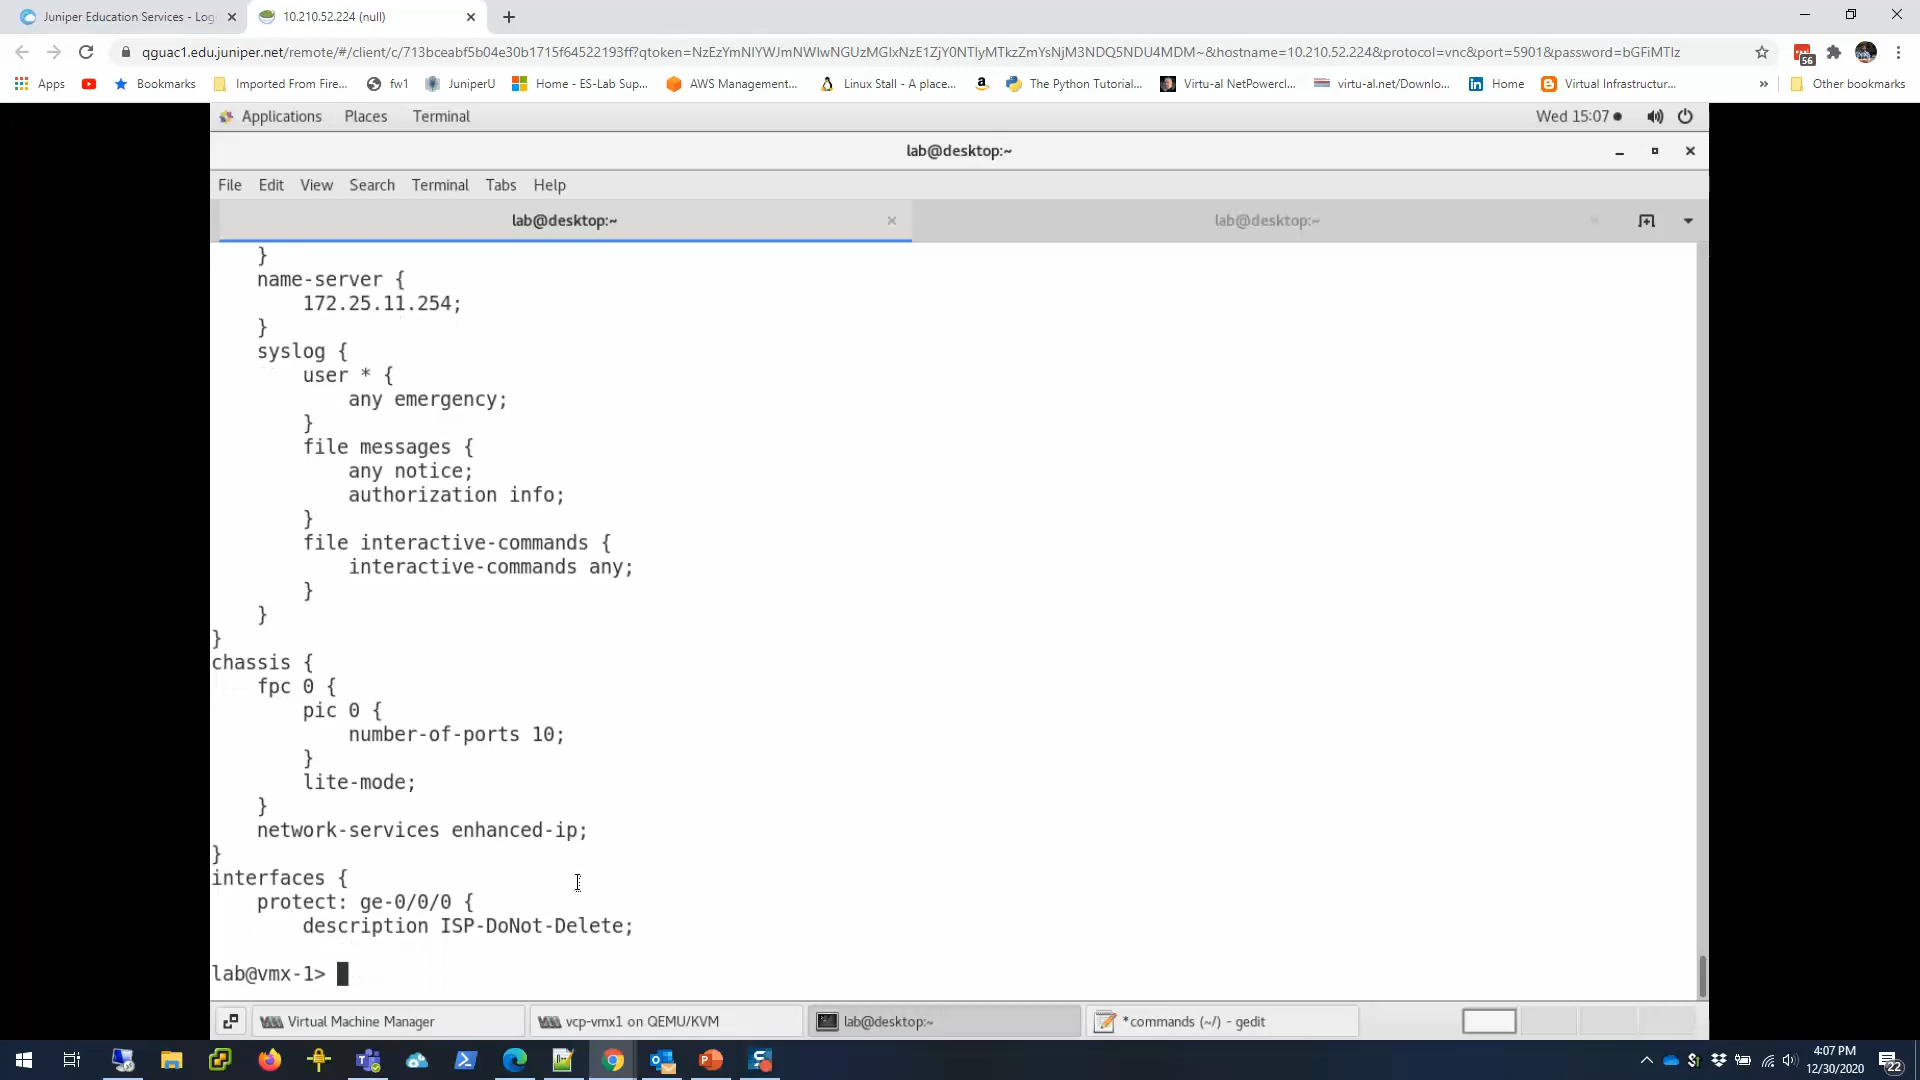 Juniper Education Services - Log
10.210.52.224 (null)
qguac1.edu.juniper.net/remote/#/client/c/713bceabf5b04e30b1715f64522193ff?qtoken=NzEzYmNlYWJmNWIwNGUzMGIxNzE1ZjY0NTIyMTkzZmYsNjM3NDQ5NDU4MDM~&hostname=10.210.52.224&protocol=vnc&port=5901&password=bGFiMTIz
56
Apps Bookmarks Imported From Fire... fw1 JuniperU Home - ES-Lab Sup... AWS Management... Linux Stall - A place... The Python Tutorial... Virtu-al NetPowercl... virtu-al.net/Downlo... Home Virtual Infrastructur... » Other bookmarks
Applications Places Terminal Wed 15:07
lab@desktop:~
File Edit View Search Terminal Tabs Help
lab@desktop:~ lab@desktop:~
}
name-server {
172.25.11.254;
}
syslog {
user * {
any emergency;
}
file messages {
any notice;
authorization info;
}
file interactive-commands {
interactive-commands any;
}
}
}
chassis {
fpc 0 {
pic 0 {
number-of-ports 10;
}
lite-mode;
}
network-services enhanced-ip;
}
interfaces {
protect: ge-0/0/0 {
description ISP-DoNot-Delete;
lab@vmx-1>
Virtual Machine Manager vcp-vmx1 on QEMU/KVM lab@desktop:~ *commands (~/) - gedit
4:07 PM
12/30/2020
22